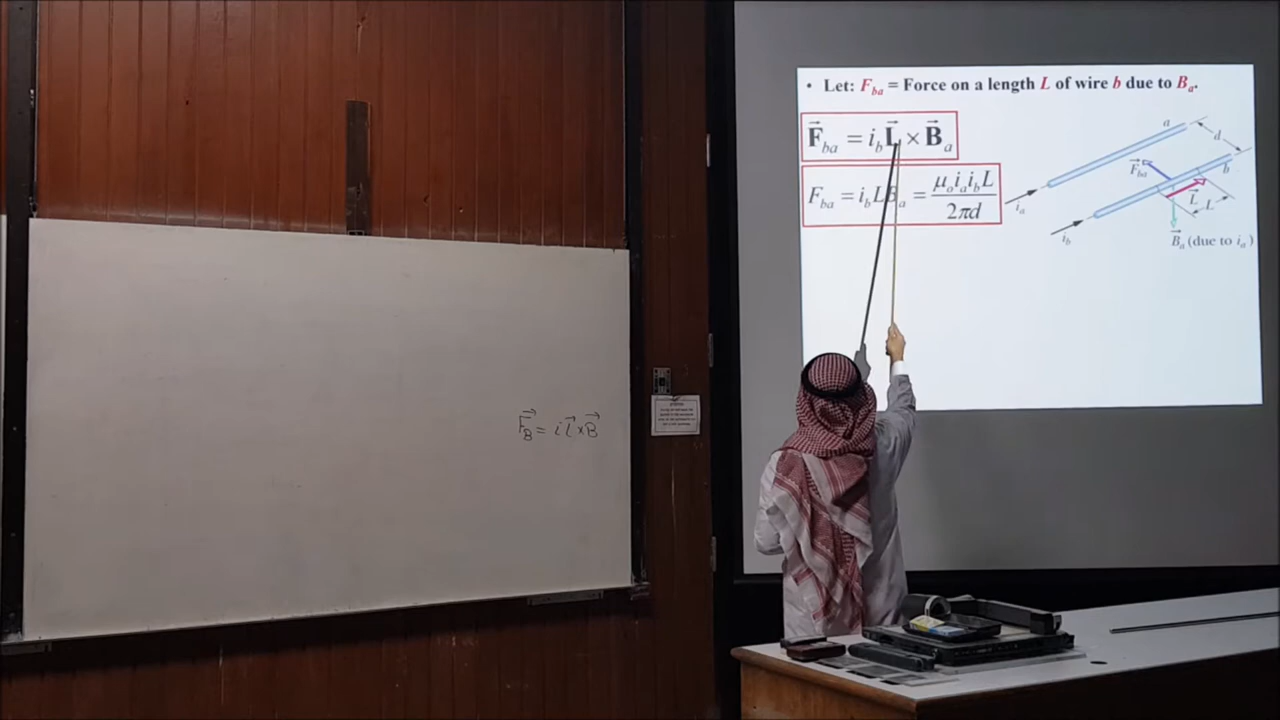 • Let: F_ba = Force on a length L of wire b due to B_a.
F⃗_ba = i_b L⃗ × B⃗_a
F_ba = i_b L B_a = μ_o i_a i_b L / 2πd
a
d
F⃗_ba
b
L⃗
L
i_a
i_b
B⃗_a (due to i_a)
F⃗_B = i l⃗ × B⃗